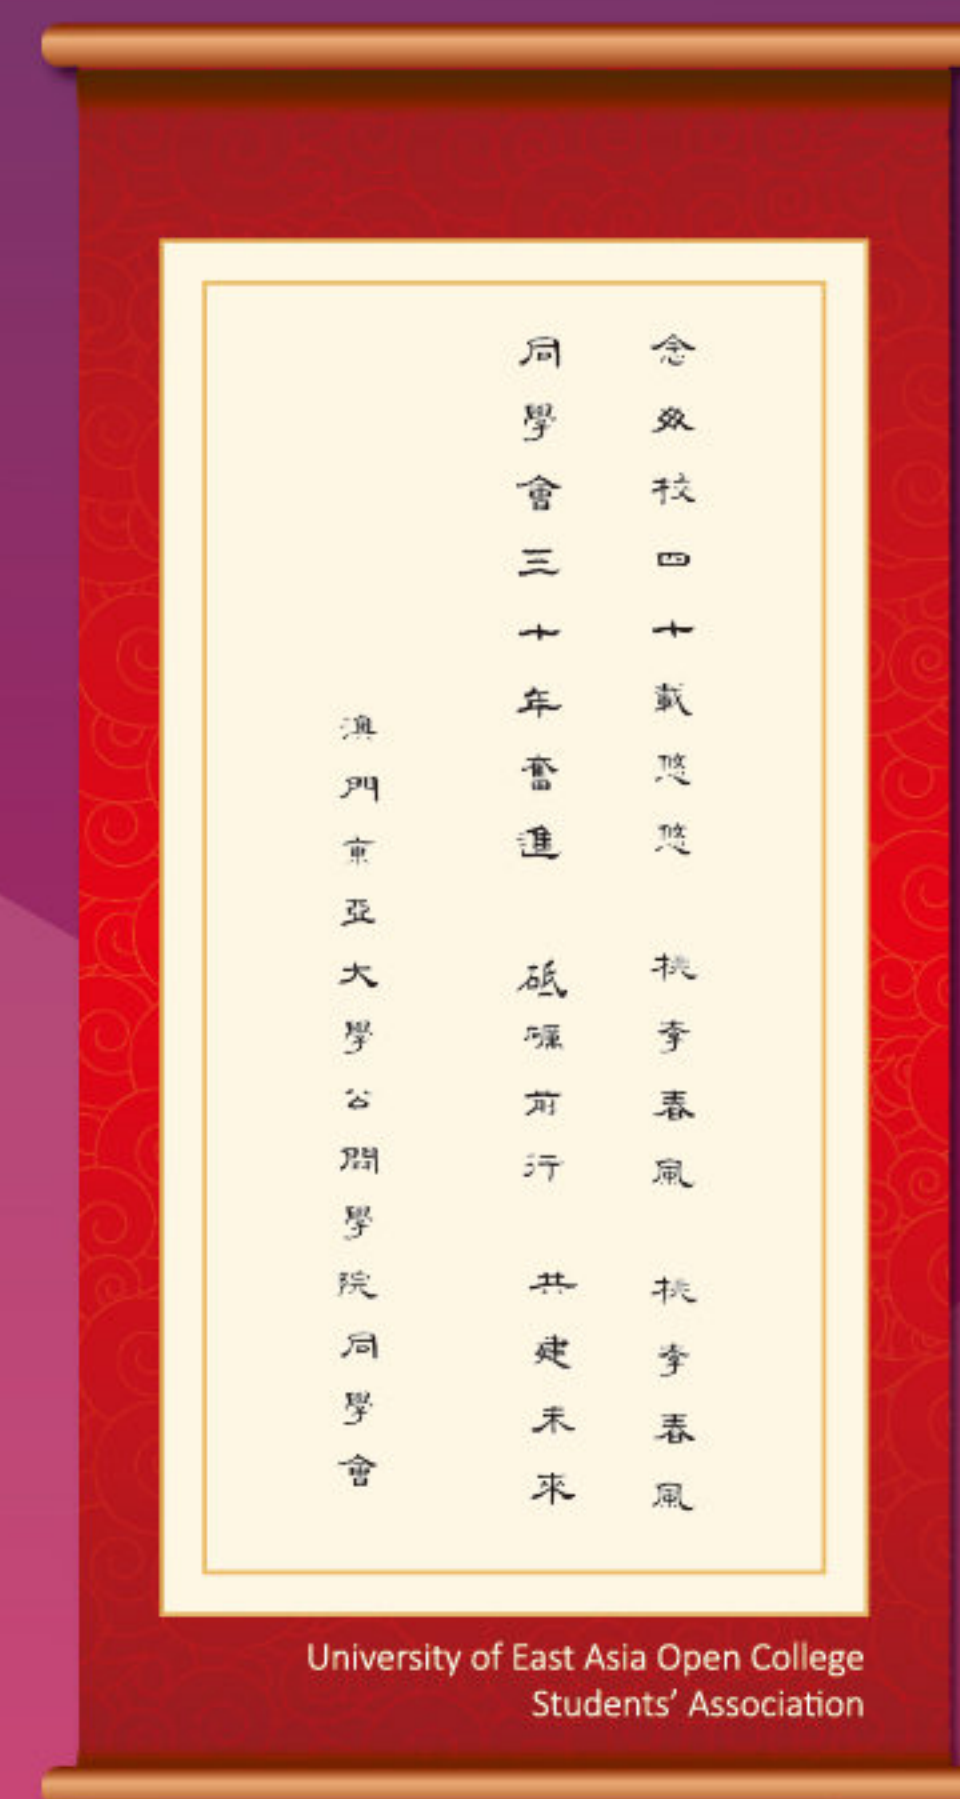 念校四十載悠悠 桃李春風 桃李春風
同學會三十年奮進 砥礪前行 共建未來
澳門東亞大學公開學院同學會
University of East Asia Open College
Students’ Association